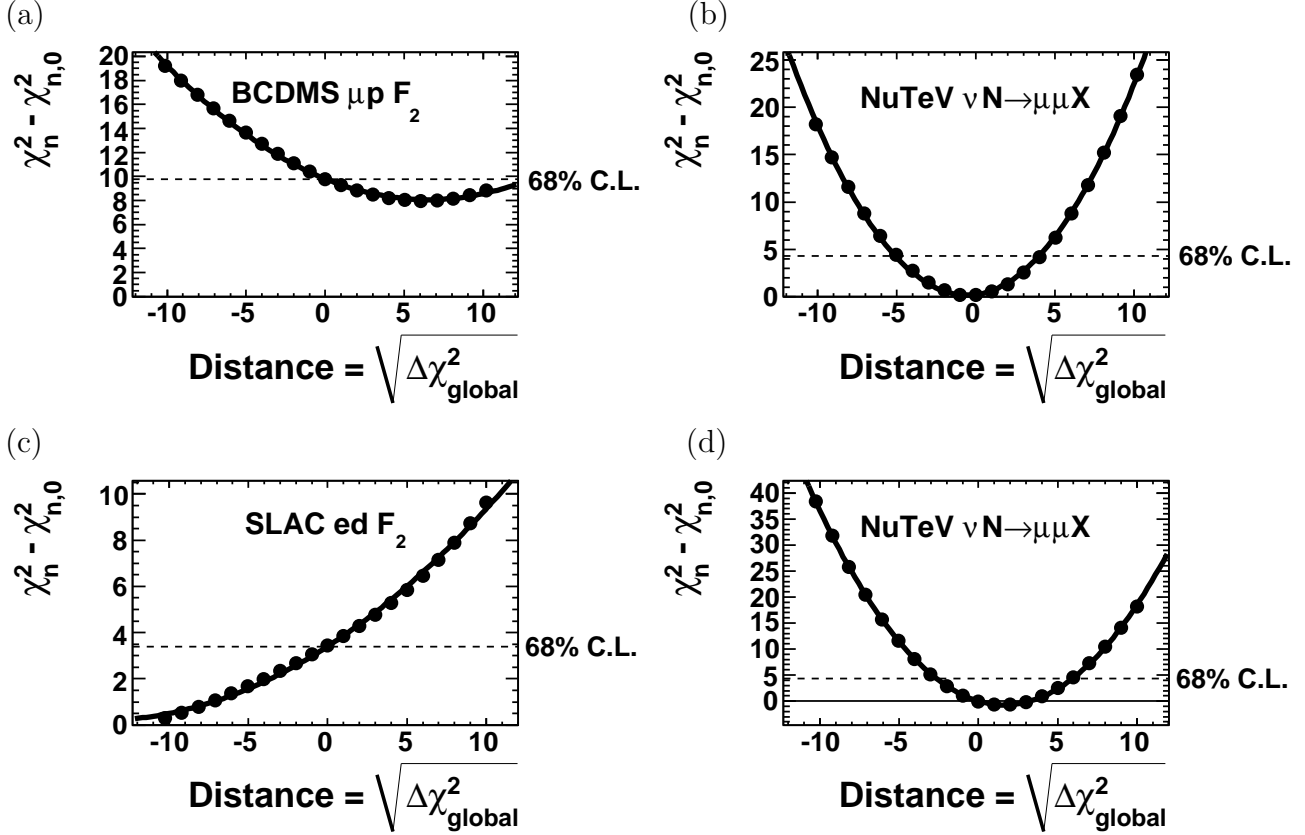 (a)
χ²ₙ - χ²ₙ,₀
20
18
16
14
12
10
8
6
4
2
0
BCDMS μp F₂
68% C.L.
-10 -5 0 5 10
Distance = √Δχ²global
(b)
χ²ₙ - χ²ₙ,₀
25
20
15
10
5
0
NuTeV νN→μμX
68% C.L.
-10 -5 0 5 10
Distance = √Δχ²global
(c)
χ²ₙ - χ²ₙ,₀
10
8
6
4
2
0
SLAC ed F₂
68% C.L.
-10 -5 0 5 10
Distance = √Δχ²global
(d)
χ²ₙ - χ²ₙ,₀
40
35
30
25
20
15
10
5
0
NuTeV νN→μμX
68% C.L.
-10 -5 0 5 10
Distance = √Δχ²global